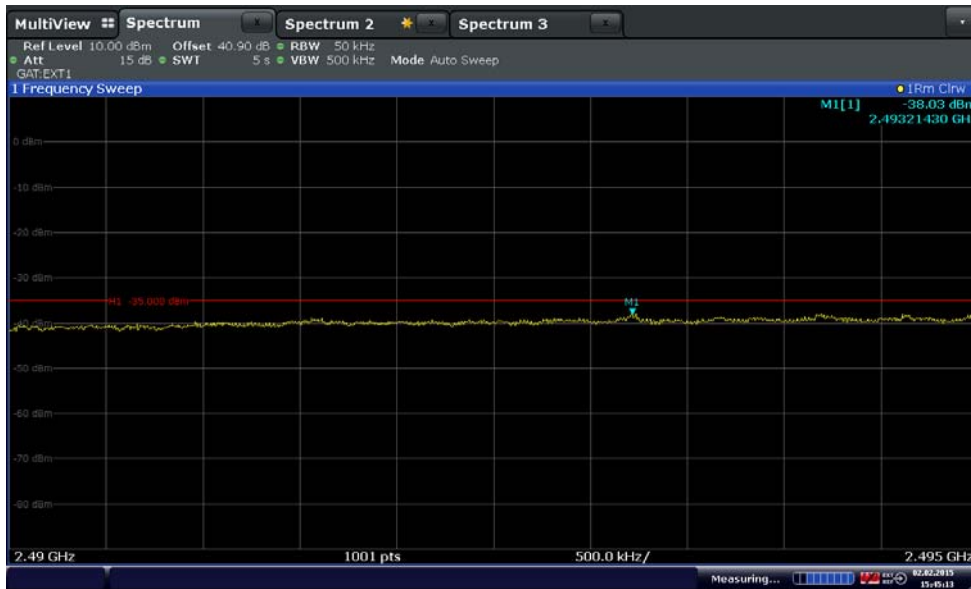 MultiView Spectrum x Spectrum 2 x Spectrum 3 x
Ref Level 10.00 dBm Offset 40.90 dB RBW 50 kHz
Att 15 dB SWT 5 s VBW 500 kHz Mode Auto Sweep
GAT:EXT1
1 Frequency Sweep 1Rm Clrw
M1[1] -38.03 dBm
2.49321430 GH
0 dBm
-10 dBm
-20 dBm
-30 dBm
H1 -35.000 dBm M1
-40 dBm
-50 dBm
-60 dBm
-70 dBm
-80 dBm
2.49 GHz 1001 pts 500.0 kHz/ 2.495 GHz
Measuring... EXT REF 02.02.2015
15:45:13